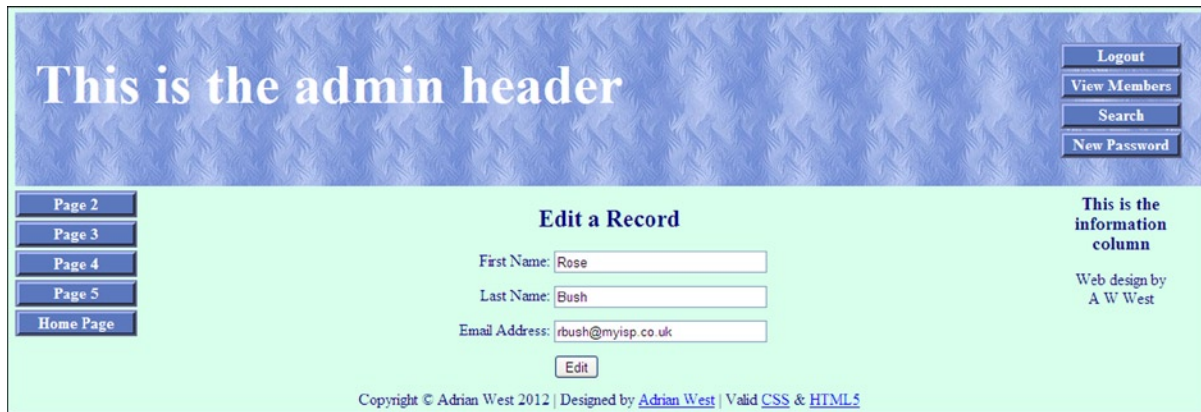 This is the admin header
Logout
View Members
Search
New Password
Page 2
Page 3
Page 4
Page 5
Home Page
Edit a Record
First Name: Rose
Last Name: Bush
Email Address: rbush@myisp.co.uk
Edit
This is the
information
column
Web design by
A W West
Copyright © Adrian West 2012 | Designed by Adrian West | Valid CSS & HTML5